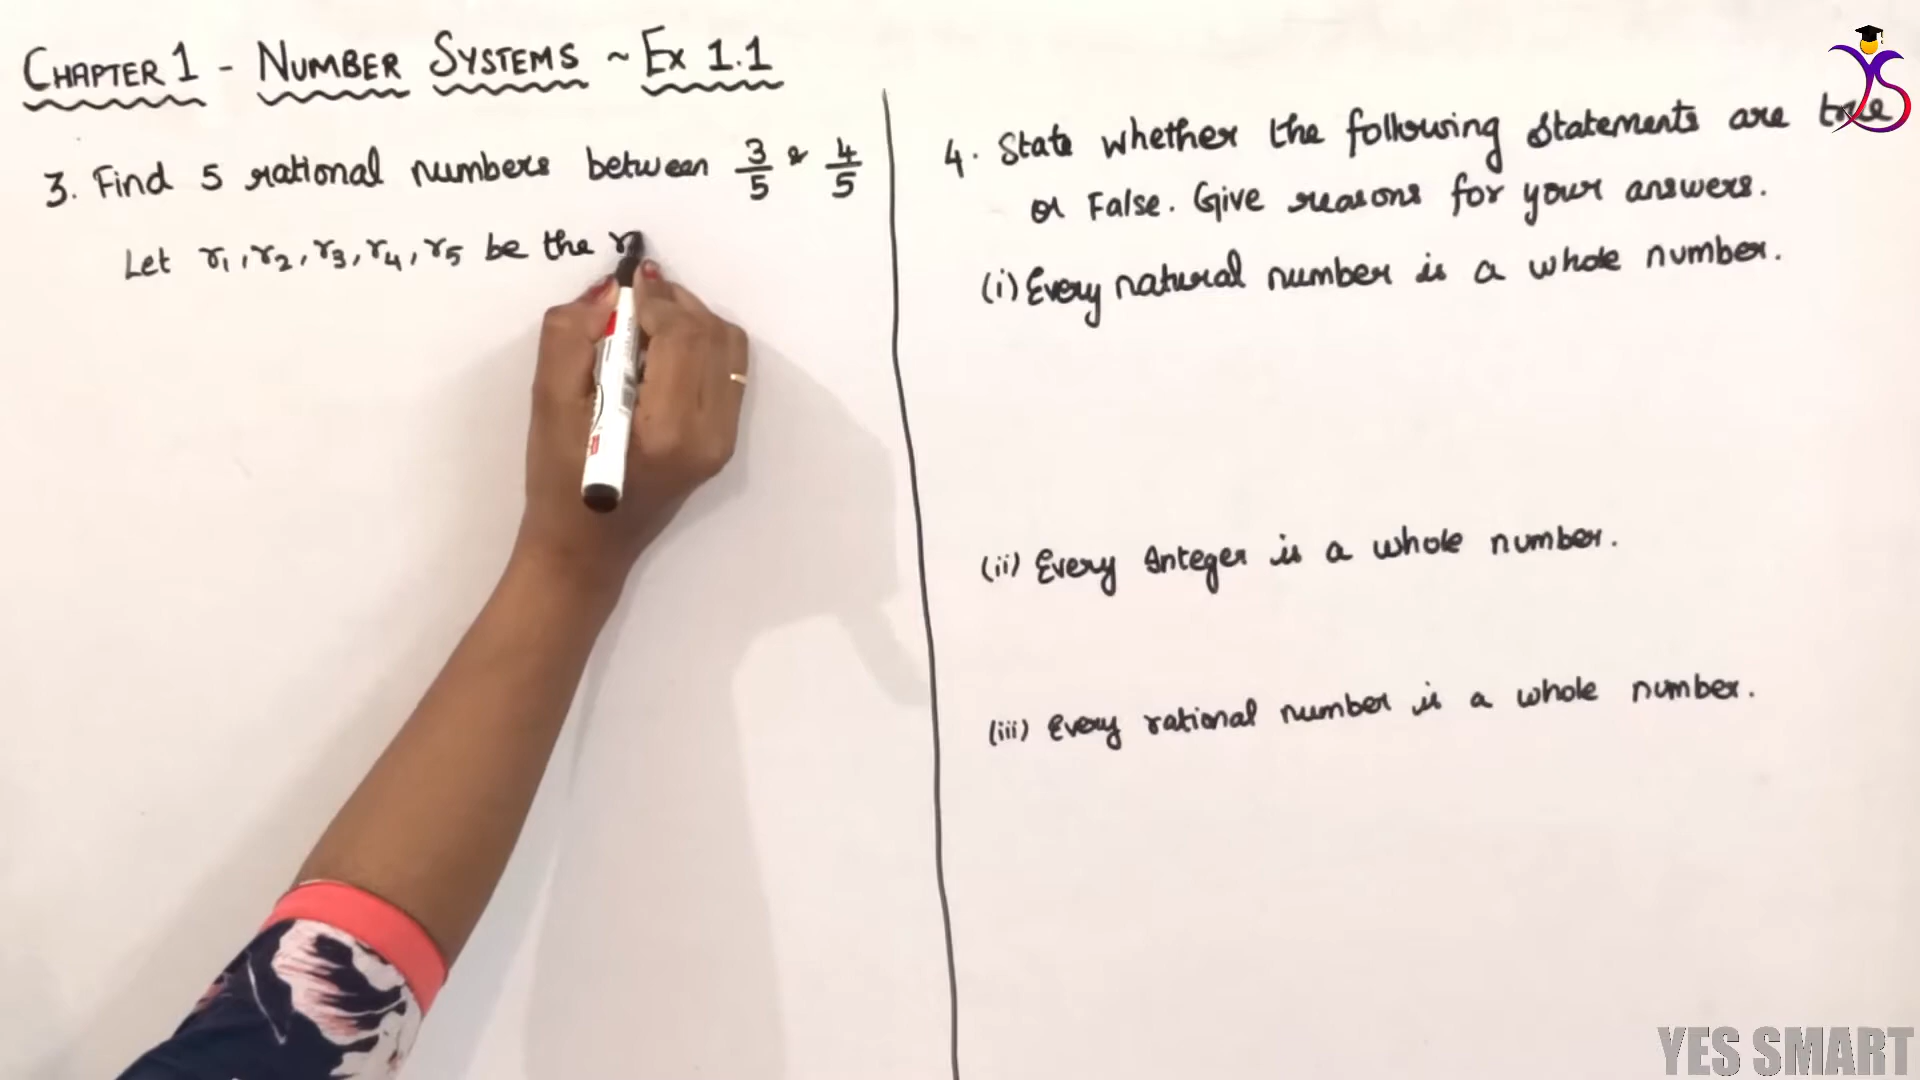 CHAPTER 1 - NUMBER SYSTEMS ~ EX 1.1
3. Find 5 rational numbers between 3/5 & 4/5
Let r1, r2, r3, r4, r5 be the r
4. State whether the following statements are true
or False. Give reasons for your answers.
(i) Every natural number is a whole number.
(ii) Every Integer is a whole number.
(iii) Every rational number is a whole number.
YES SMART